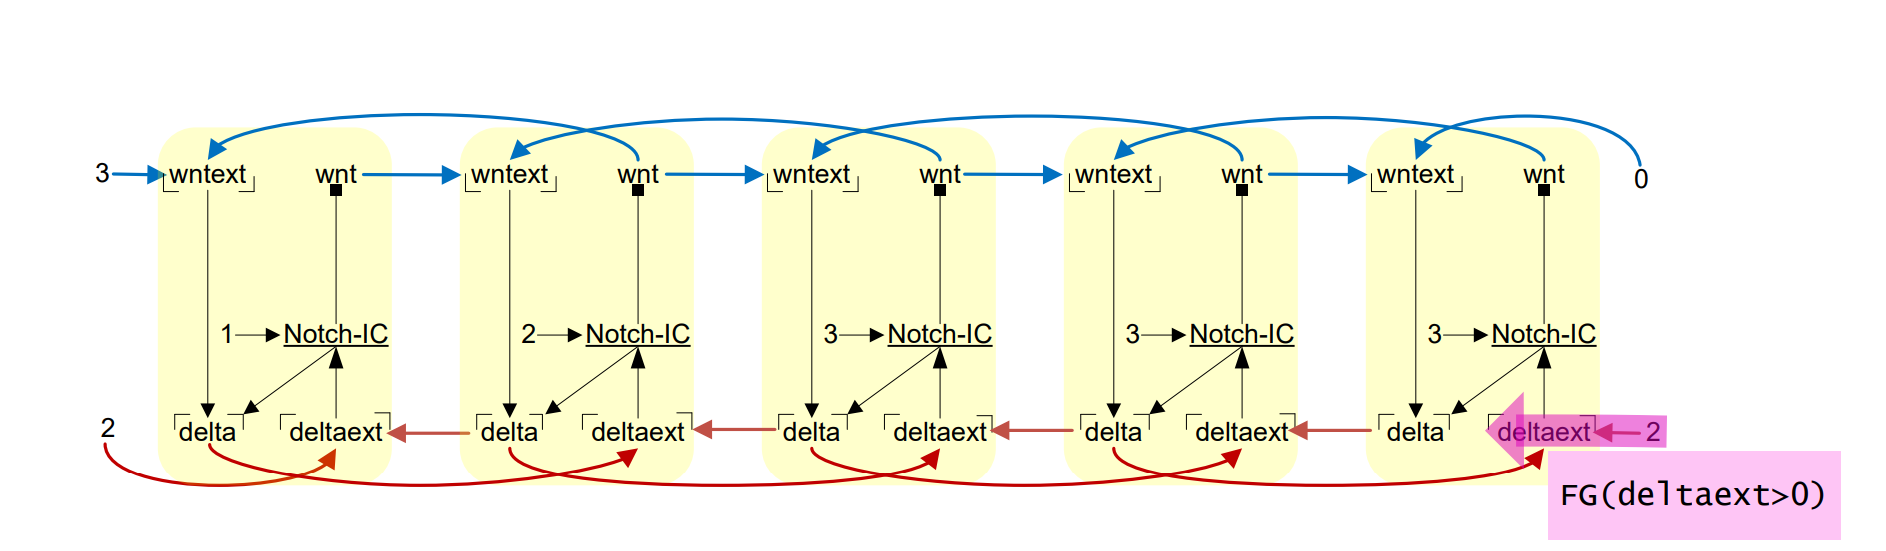 3 wntext wnt wntext wnt wntext wnt wntext wnt wntext wnt 0
1 Notch-IC 2 Notch-IC 3 Notch-IC 3 Notch-IC 3 Notch-IC
2 delta deltaext delta deltaext delta deltaext delta deltaext delta deltaext 2
FG(deltaext>0)